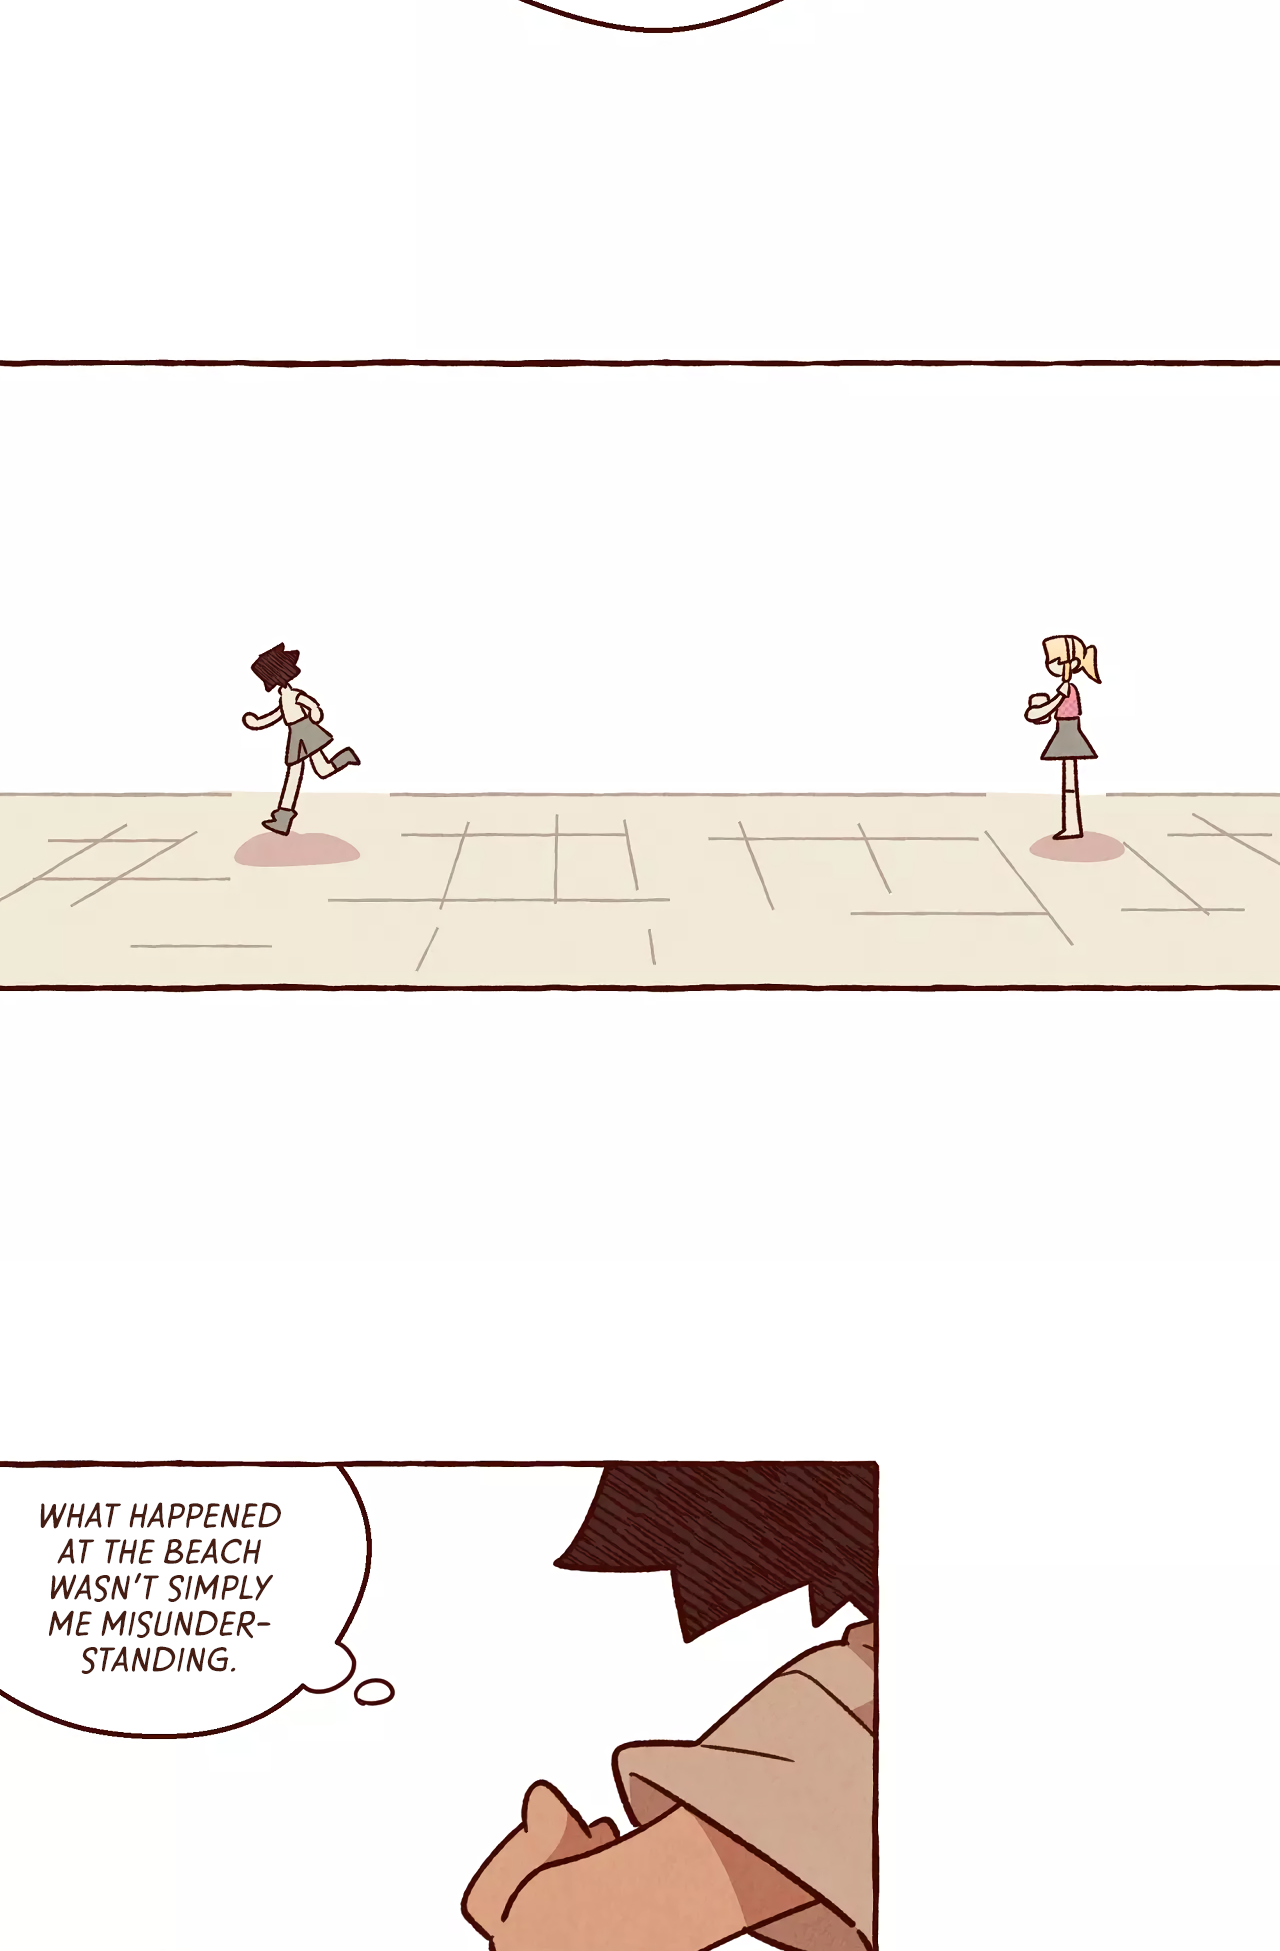 WHAT HAPPENED
AT THE BEACH
WASN'T SIMPLY
ME MISUNDER-
STANDING.